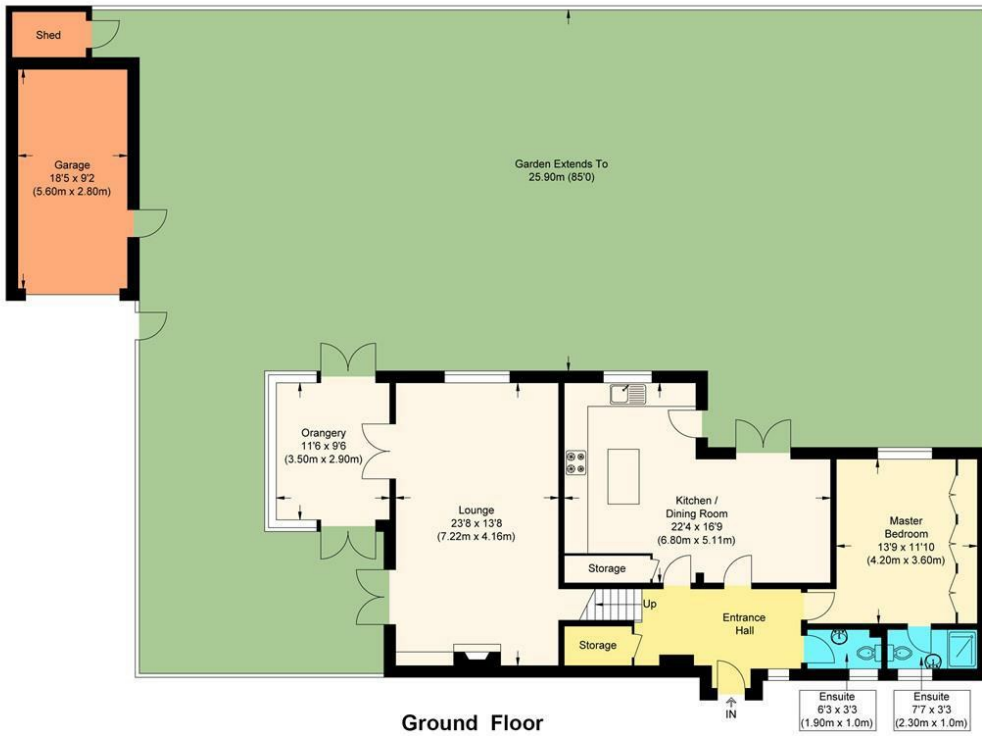 Shed
Garage
18'5 x 9'2
(5.60m x 2.80m)
Garden Extends To
25.90m (85'0)
Orangery
11'6 x 9'6
(3.50m x 2.90m)
Lounge
23'8 x 13'8
(7.22m x 4.16m)
Kitchen /
Dining Room
22'4 x 16'9
(6.80m x 5.11m)
Master
Bedroom
13'9 x 11'10
(4.20m x 3.60m)
Storage
Up
Entrance
Hall
Storage
IN
Ensuite
6'3 x 3'3
(1.90m x 1.0m)
Ensuite
7'7 x 3'3
(2.30m x 1.0m)
Ground Floor